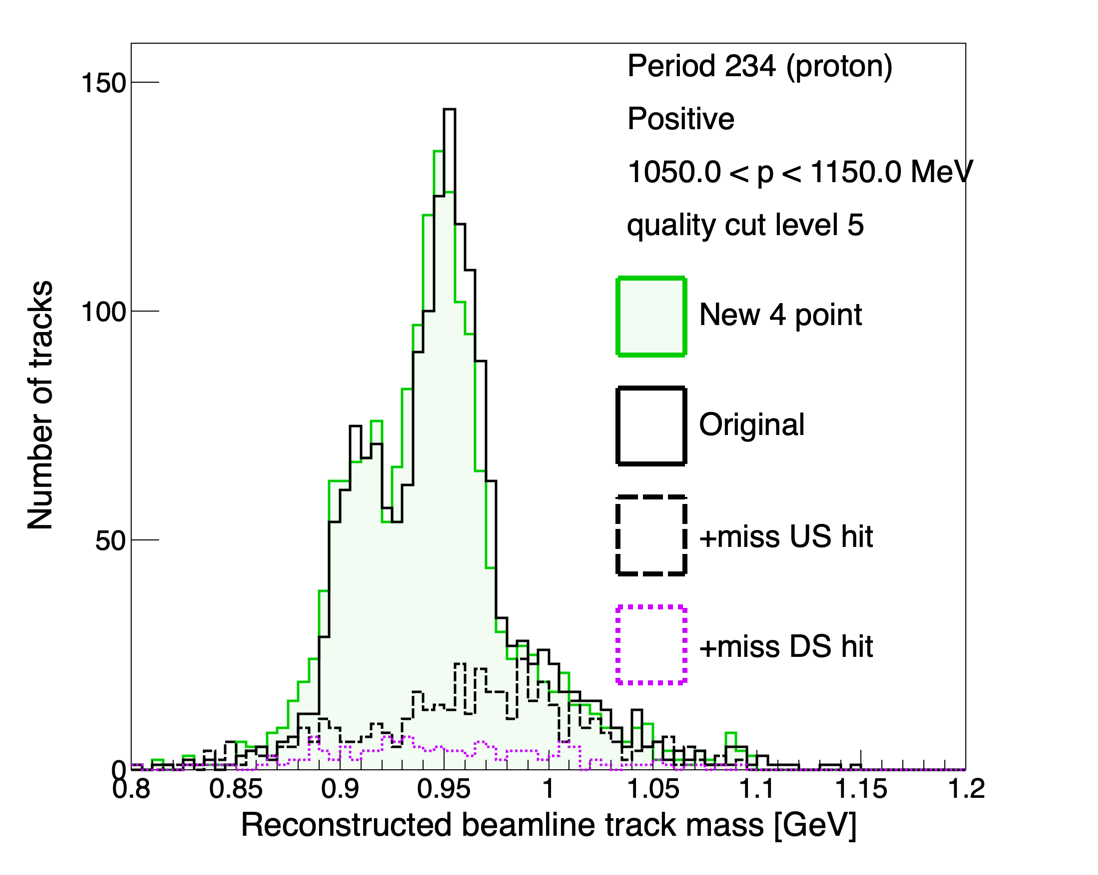 Period 234 (proton)
Positive
1050.0 < p < 1150.0 MeV
quality cut level 5
New 4 point
Original
+miss US hit
+miss DS hit
Number of tracks
150
100
50
0
0.8 0.85 0.9 0.95 1 1.05 1.1 1.15 1.2
Reconstructed beamline track mass [GeV]